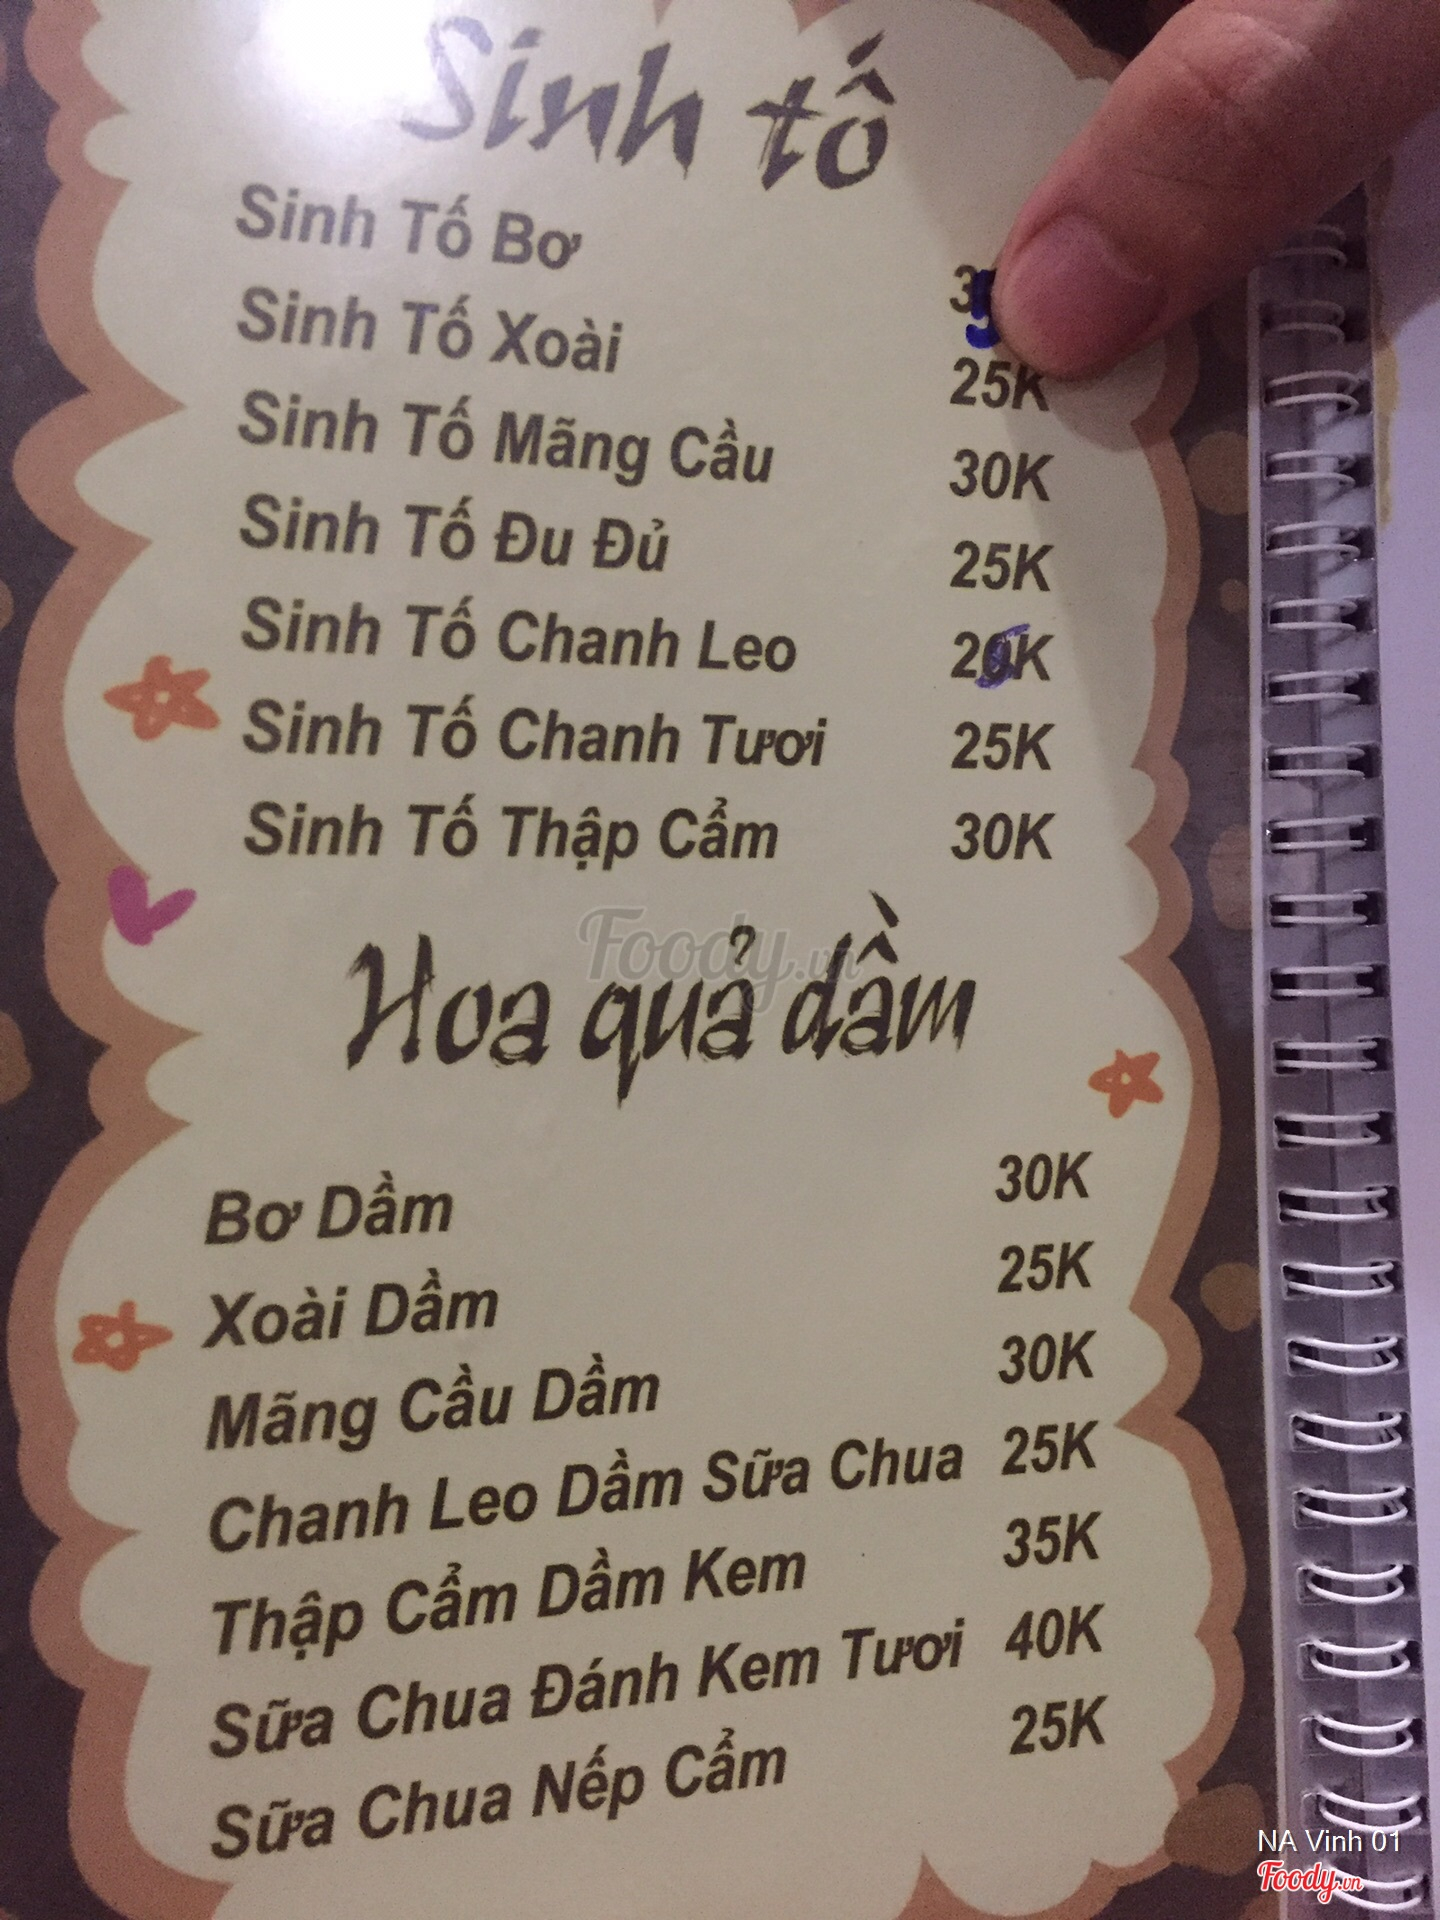 Sinh tố
Sinh Tố Bơ
Sinh Tố Xoài 25K
Sinh Tố Mãng Cầu 30K
Sinh Tố Đu Đủ 25K
Sinh Tố Chanh Leo
Sinh Tố Chanh Tươi 25K
Sinh Tố Thập Cẩm 30K
Foody.vn
Hoa quả dầm
Bơ Dầm 30K
Xoài Dầm 25K
Mãng Cầu Dầm 30K
Chanh Leo Dầm Sữa Chua 25K
Thập Cẩm Dầm Kem 35K
Sữa Chua Đánh Kem Tươi 40K
Sữa Chua Nếp Cẩm 25K
NA Vinh 01
Foody.vn